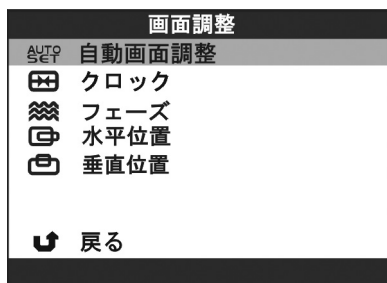 画面調整
AUTO SET 自動画面調整
クロック
フェーズ
水平位置
垂直位置
戻る